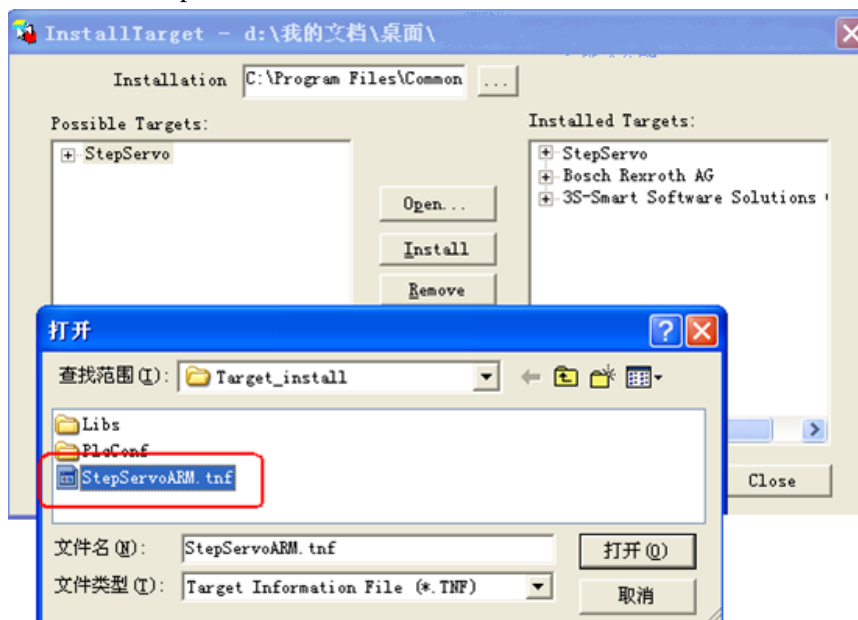 InstallTarget - d:\我的文档\桌面\
Installation C:\Program Files\Common ...
Possible Targets:
Installed Targets:
StepServo
StepServo
Bosch Rexroth AG
3S-Smart Software Solutions
Open...
Install
Remove
打开
查找范围(I): Target_install
Libs
PlcConf
StepServoARM.tnf
Close
文件名(N): StepServoARM.tnf
打开(O)
文件类型(T): Target Information File (*.TNF)
取消